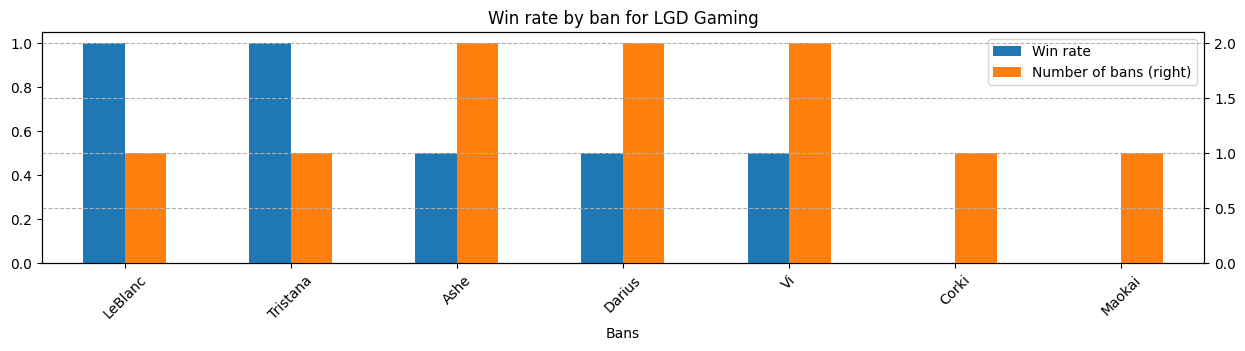 Win rate by ban for LGD Gaming
Win rate
Number of bans (right)
1.0
0.8
0.6
0.4
0.2
0.0
2.0
1.5
1.0
0.5
0.0
LeBlanc
Tristana
Ashe
Darius
Vi
Corki
Maokai
Bans